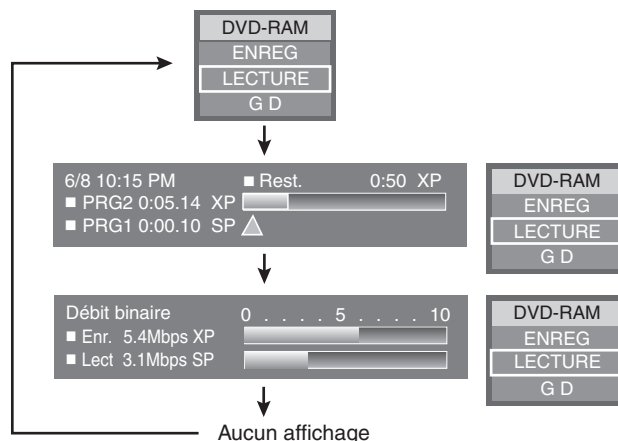 DVD-RAM
ENREG
LECTURE
G D
6/8 10:15 PM ■ Rest. 0:50 XP
■ PRG2 0:05.14 XP
■ PRG1 0:00.10 SP
DVD-RAM
ENREG
LECTURE
G D
Débit binaire 0 . . . . 5 . . . . 10
■ Enr. 5.4Mbps XP
■ Lect 3.1Mbps SP
DVD-RAM
ENREG
LECTURE
G D
Aucun affichage